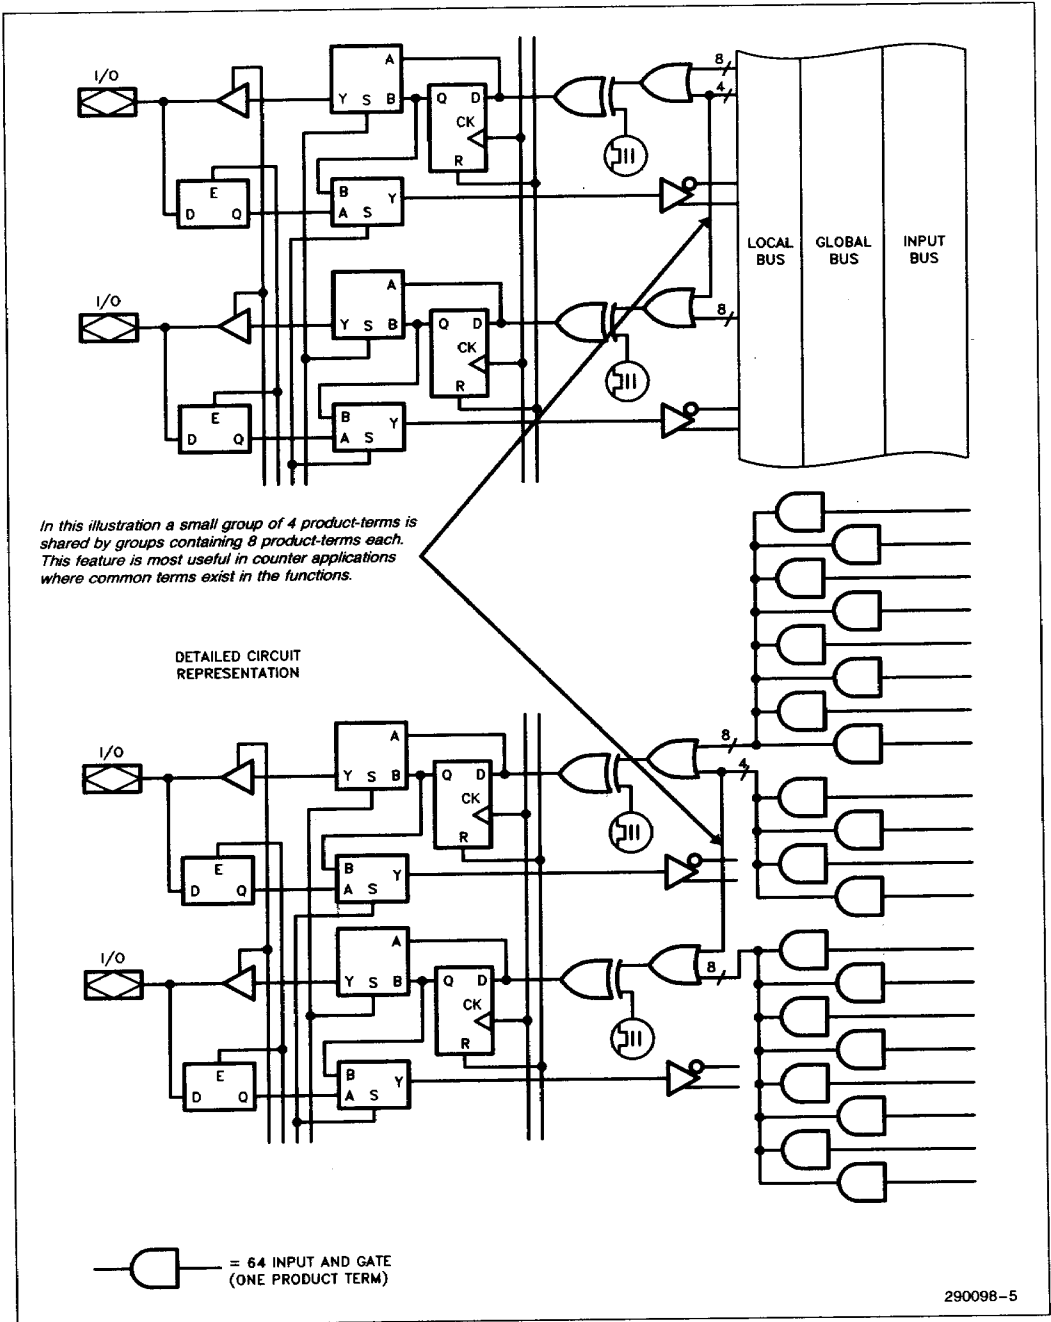 I/O
A
Y S B
Q D
CK
R
E
D Q
B
A S
Y
8
4
LOCAL
BUS
GLOBAL
BUS
INPUT
BUS
I/O
A
Y S B
Q D
CK
R
E
D Q
B
A S
Y
8
In this illustration a small group of 4 product-terms is
shared by groups containing 8 product-terms each.
This feature is most useful in counter applications
where common terms exist in the functions.
DETAILED CIRCUIT
REPRESENTATION
I/O
A
Y S B
Q D
CK
R
E
D Q
B
A S
Y
8
4
I/O
A
Y S B
Q D
CK
R
E
D Q
B
A S
Y
8
= 64 INPUT AND GATE
(ONE PRODUCT TERM)
290098-5